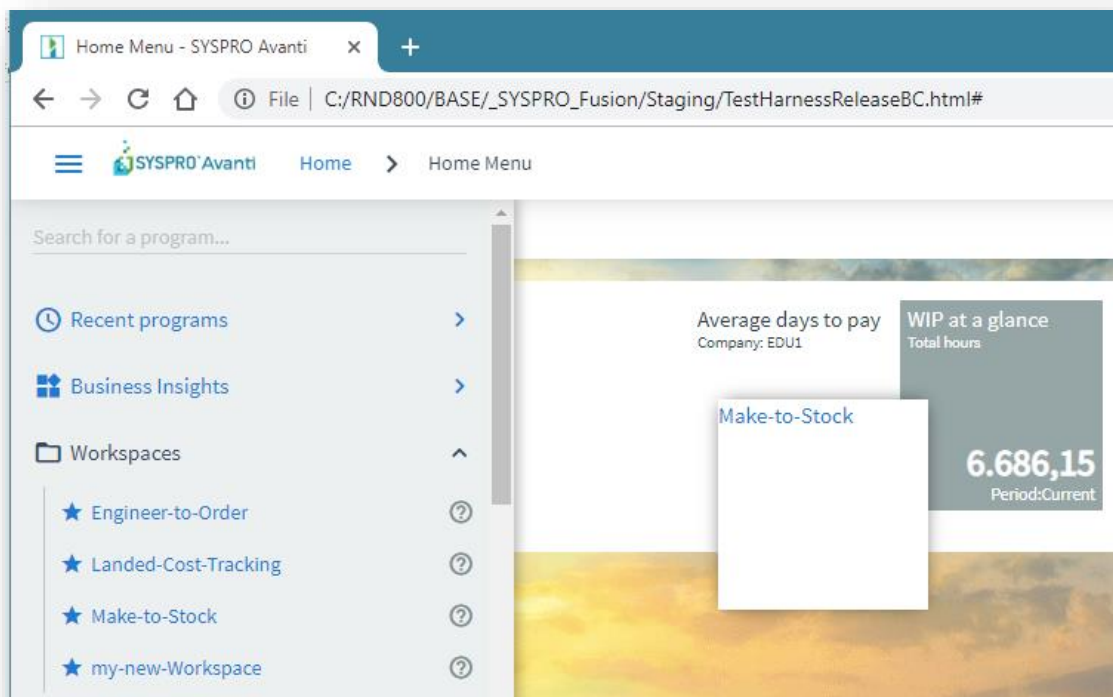 Home Menu - SYSPRO Avanti
File | C:/RND800/BASE/_SYSPRO_Fusion/Staging/TestHarnessReleaseBC.html#
SYSPRO Avanti Home > Home Menu
Search for a program...
Recent programs
Business Insights
Workspaces
Engineer-to-Order
Landed-Cost-Tracking
Make-to-Stock
my-new-Workspace
Average days to pay
Company: EDU1
WIP at a glance
Total hours
Make-to-Stock
6.686,15
Period:Current